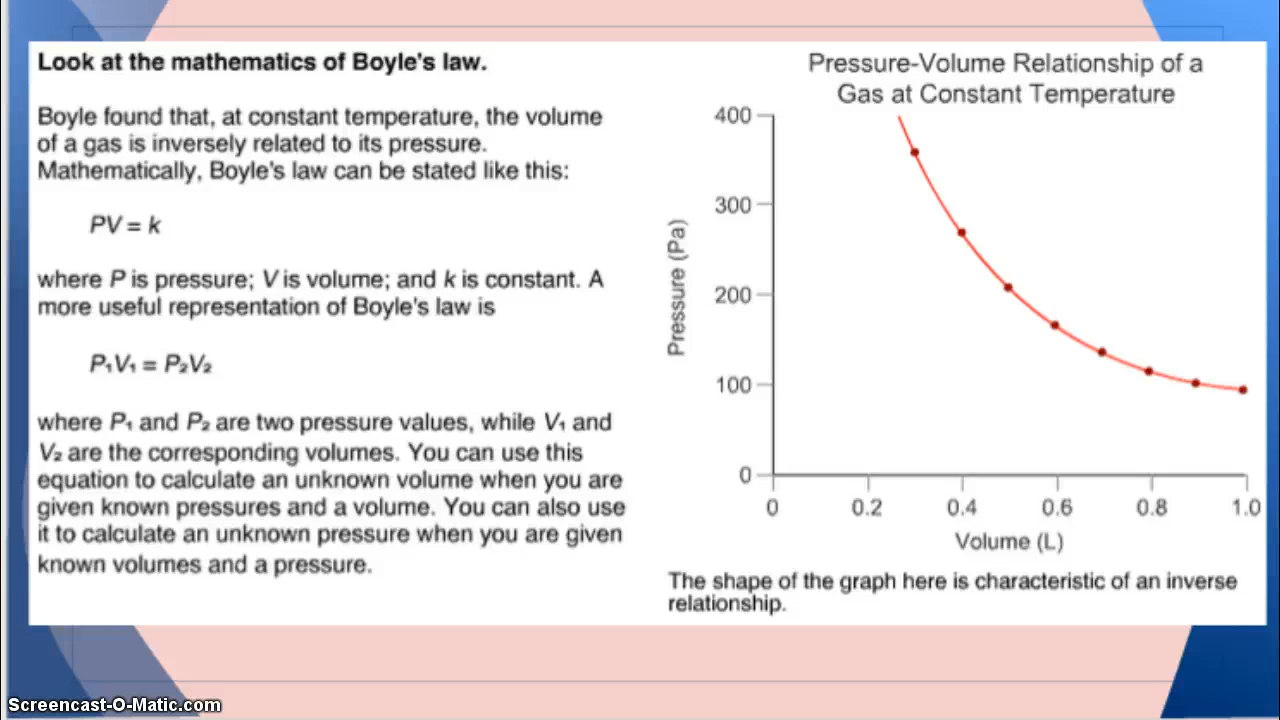 Look at the mathematics of Boyle's law.
Boyle found that, at constant temperature, the volume
of a gas is inversely related to its pressure.
Mathematically, Boyle's law can be stated like this:
PV = k
where P is pressure; V is volume; and k is constant. A
more useful representation of Boyle's law is
P₁V₁ = P₂V₂
where P₁ and P₂ are two pressure values, while V₁ and
V₂ are the corresponding volumes. You can use this
equation to calculate an unknown volume when you are
given known pressures and a volume. You can also use
it to calculate an unknown pressure when you are given
known volumes and a pressure.
Pressure-Volume Relationship of a
Gas at Constant Temperature
400
300
200
100
0
Pressure (Pa)
0 0.2 0.4 0.6 0.8 1.0
Volume (L)
The shape of the graph here is characteristic of an inverse
relationship.
Screencast-O-Matic.com